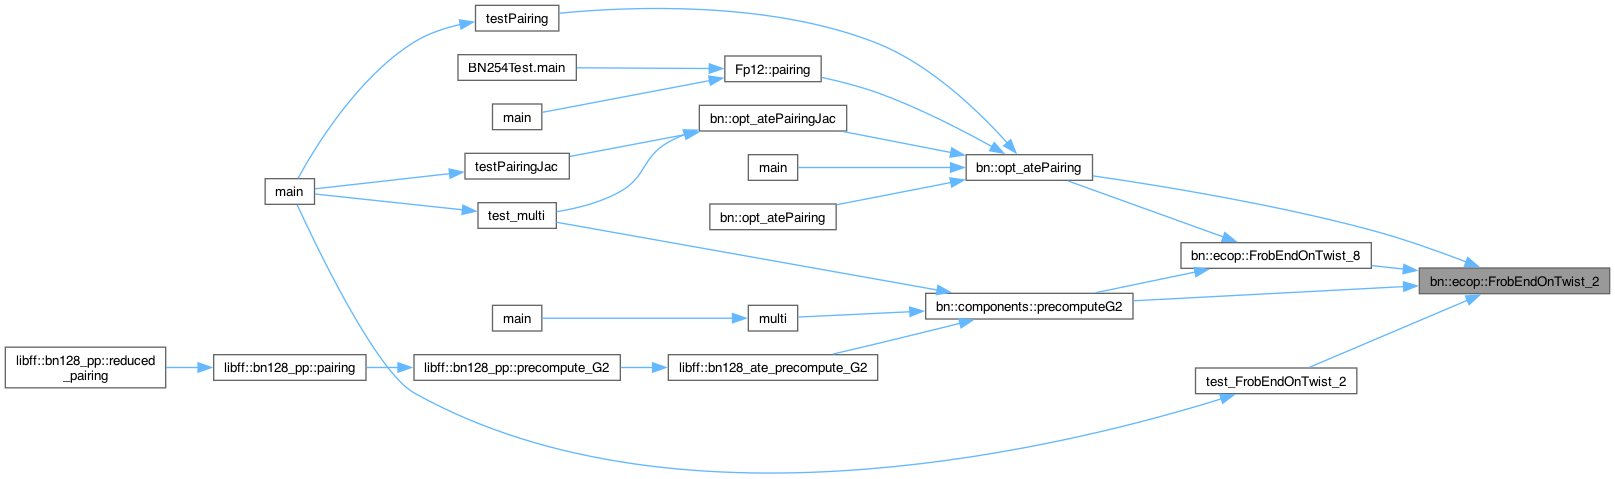 testPairing
BN254Test.main
Fp12::pairing
main
bn::opt_atePairingJac
testPairingJac
main
bn::opt_atePairing
main
test_multi
bn::opt_atePairing
bn::ecop::FrobEndOnTwist_8
bn::ecop::FrobEndOnTwist_2
bn::components::precomputeG2
main
multi
libff::bn128_pp::reduced
_pairing
libff::bn128_pp::pairing
libff::bn128_pp::precompute_G2
libff::bn128_ate_precompute_G2
test_FrobEndOnTwist_2